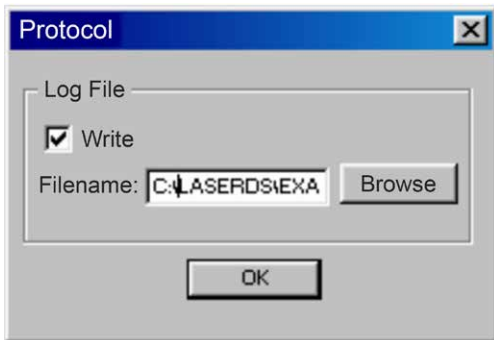 Protocol
Log File
Write
Filename: C:\LASERDS\EXA Browse
OK